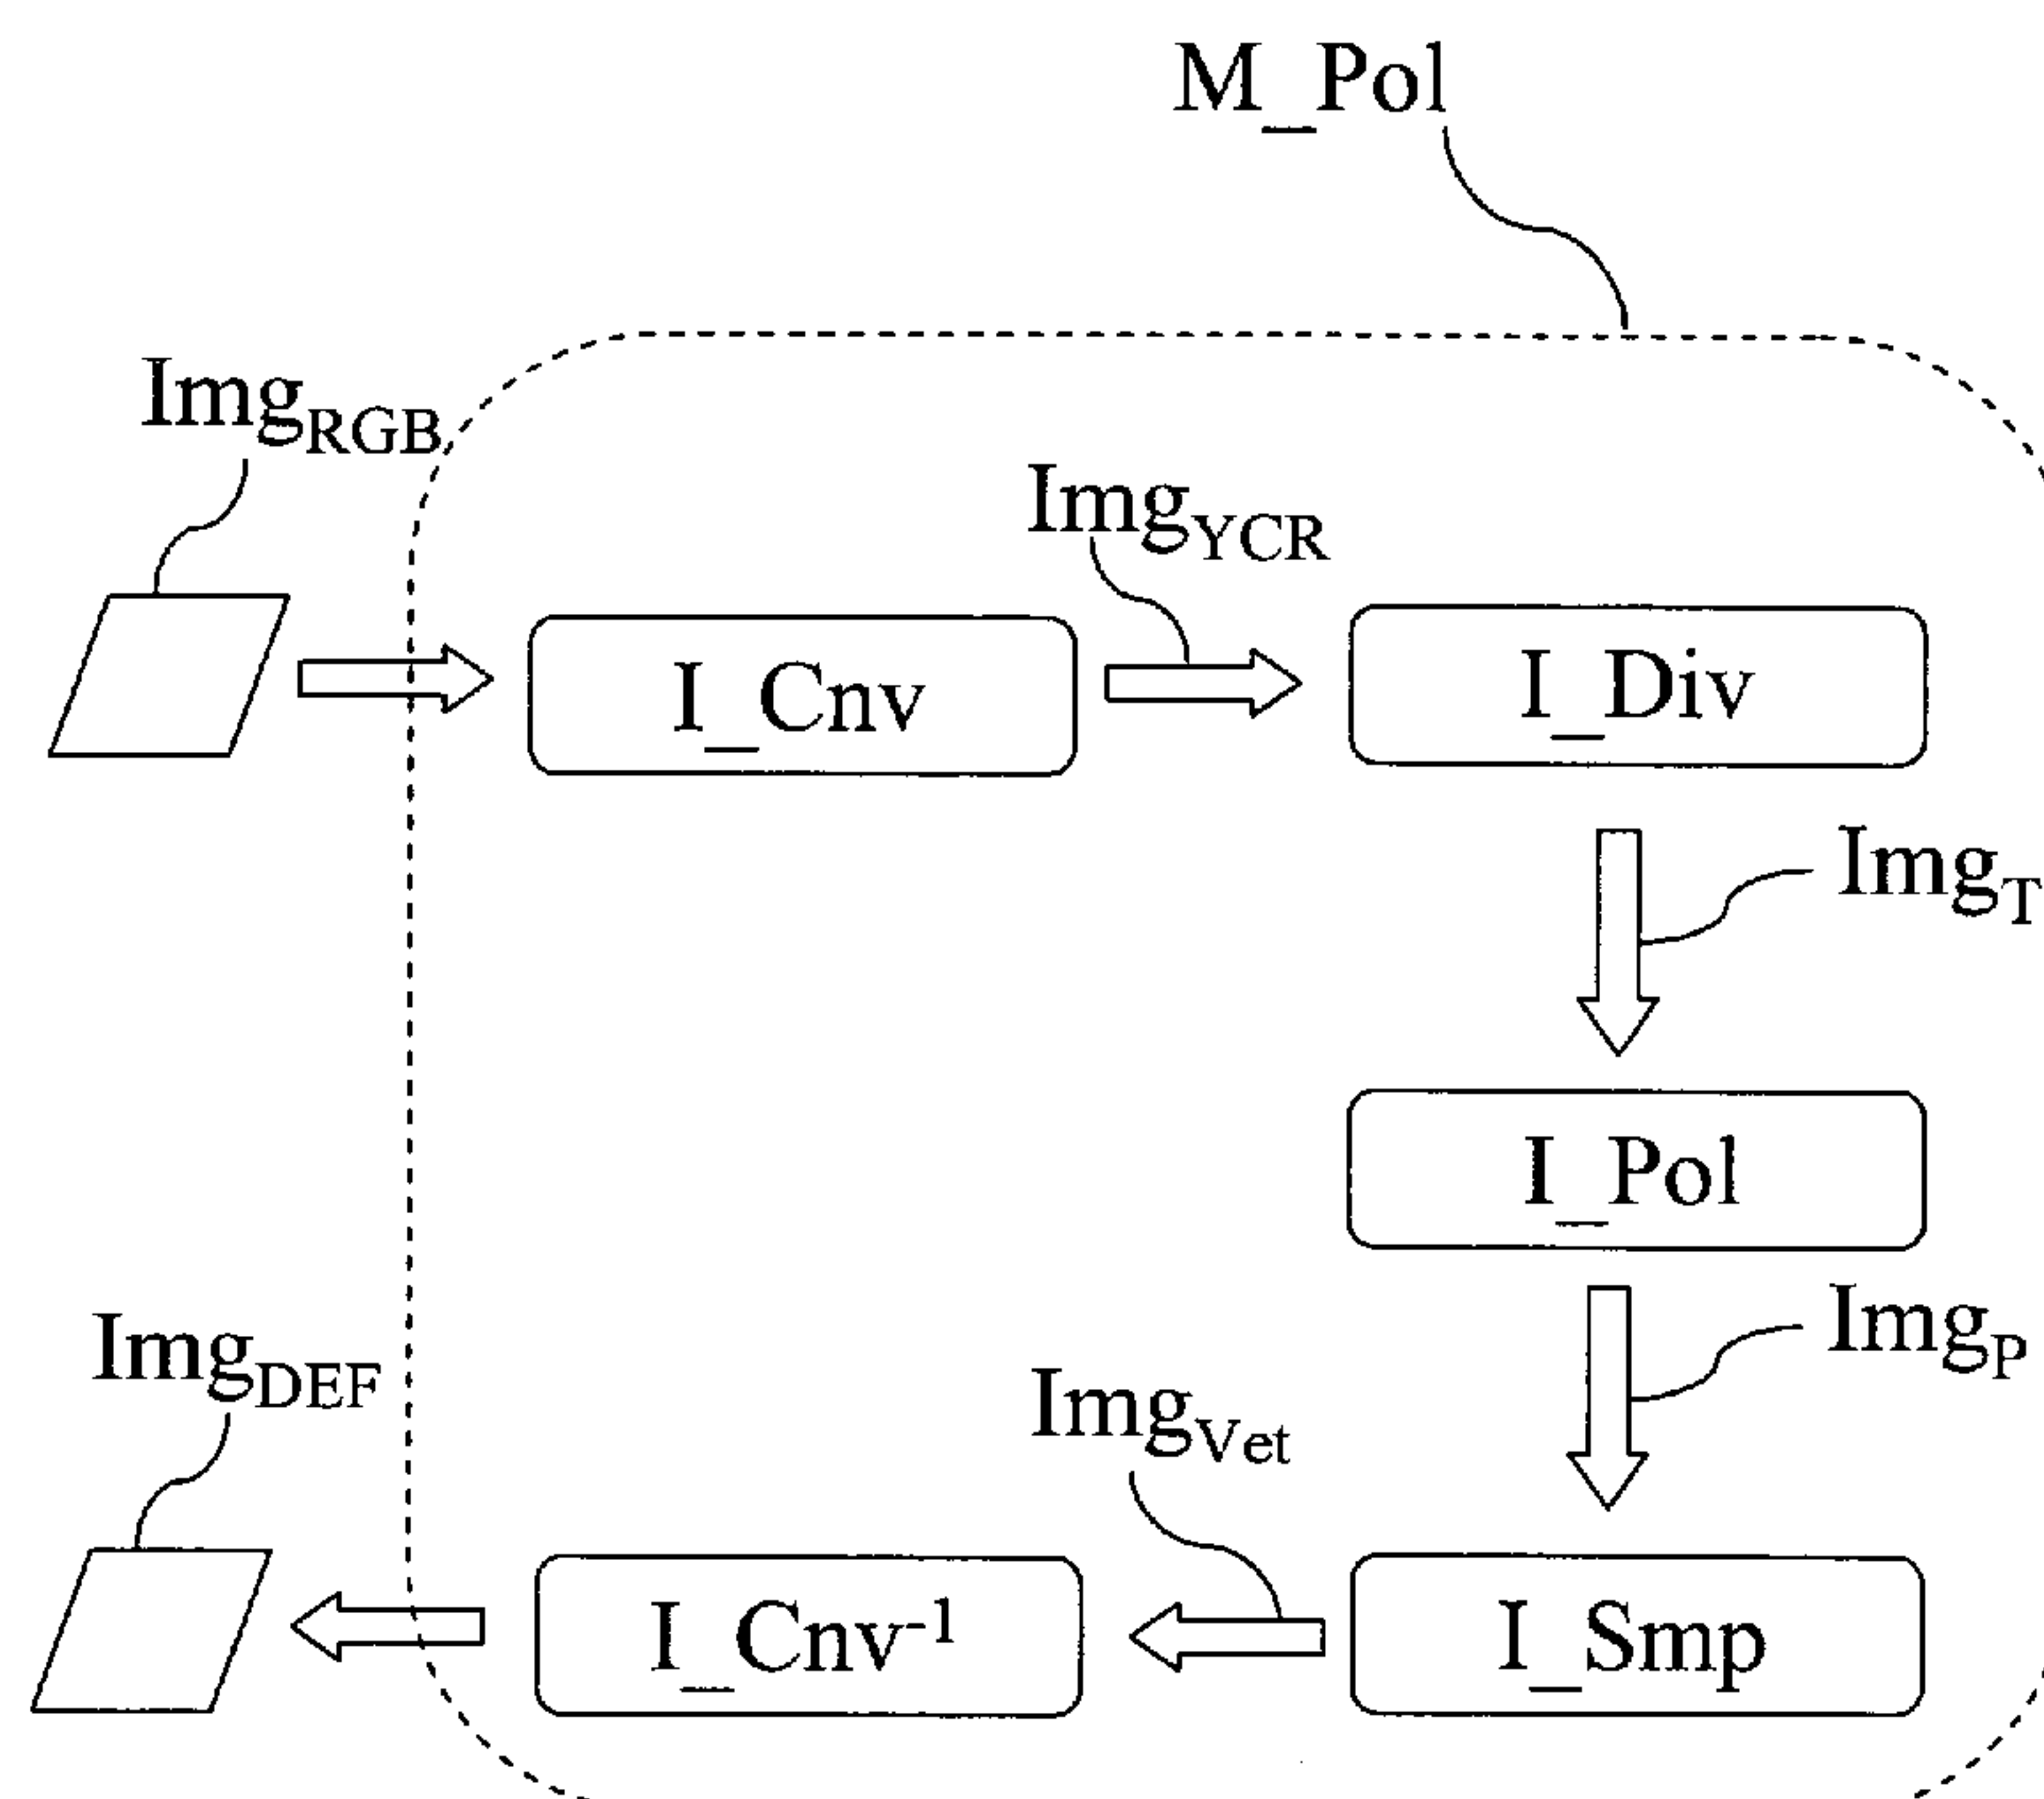 M_Pol
Img_RGB
Img_YCR
I_Cnv
I_Div
Img_T
I_Pol
Img_P
Img_DEF
Img_Vet
I_Cnv⁻¹
I_Smp